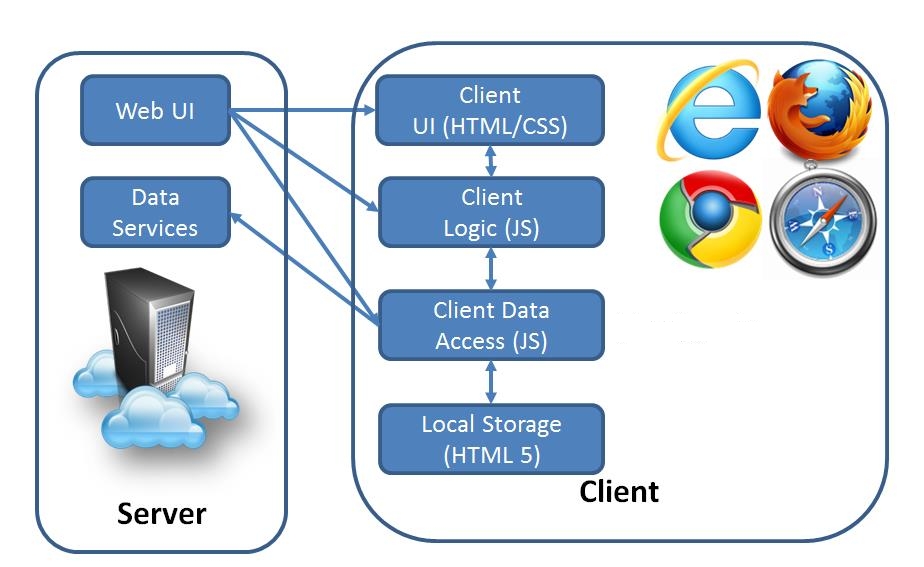 Web UI
Data
Services
Server
Client
UI (HTML/CSS)
Client
Logic (JS)
Client Data
Access (JS)
Local Storage
(HTML 5)
Client
N
W
E
S